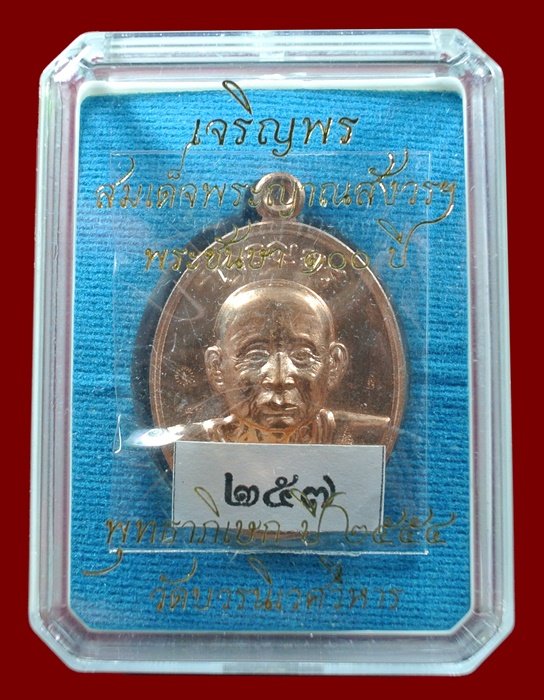 เจริญพร
สมเด็จพระญาณสังวรฯ
พระชันษา ๑๐๐ ปี
๒๕๗
พุทธาภิเษก ปี ๒๕๕๔
วัดบวรนิเวศวิหาร